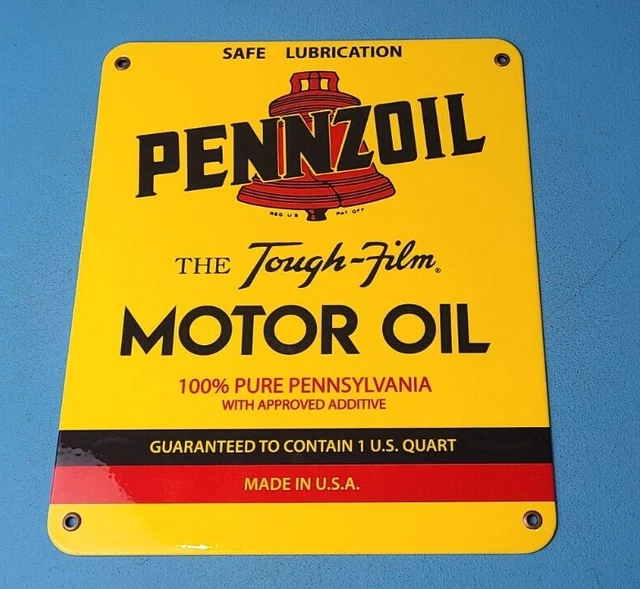 SAFE LUBRICATION
PENNZOIL
REG U S PAT OFF
THE Tough-Film®
MOTOR OIL
100% PURE PENNSYLVANIA
WITH APPROVED ADDITIVE
GUARANTEED TO CONTAIN 1 U.S. QUART
MADE IN U.S.A.